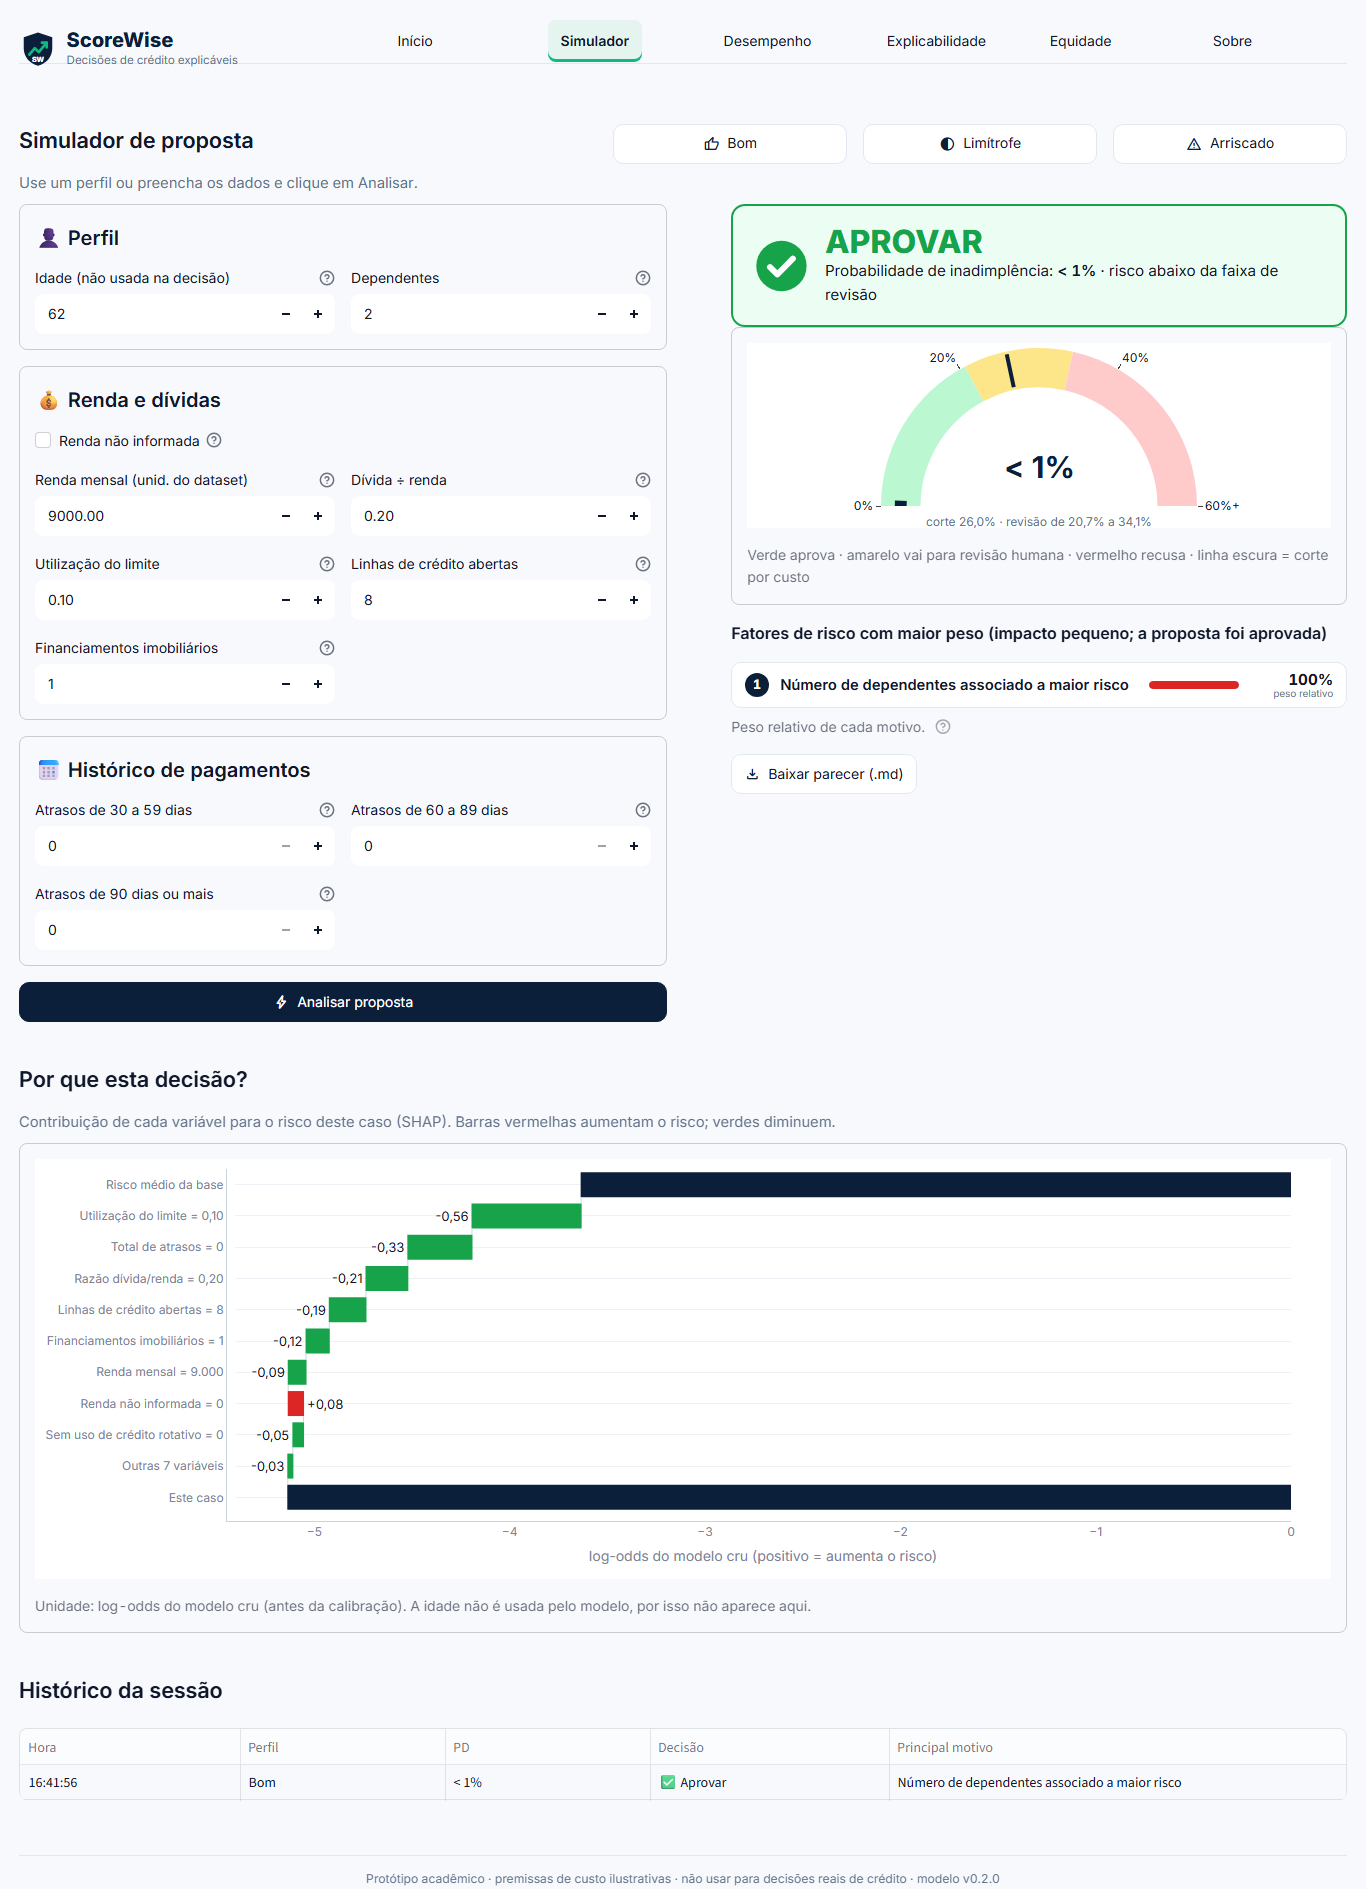 ScoreWise
Decisões de crédito explicáveis
SW
Início
Simulador
Desempenho
Explicabilidade
Equidade
Sobre
Simulador de proposta
Bom
Limítrofe
Arriscado
Use um perfil ou preencha os dados e clique em Analisar.
Perfil
Idade (não usada na decisão)
Dependentes
62
2
Renda e dívidas
Renda não informada
Renda mensal (unid. do dataset)
Dívida ÷ renda
9000.00
0.20
Utilização do limite
Linhas de crédito abertas
0.10
8
Financiamentos imobiliários
1
Histórico de pagamentos
Atrasos de 30 a 59 dias
Atrasos de 60 a 89 dias
0
0
Atrasos de 90 dias ou mais
0
Analisar proposta
APROVAR
Probabilidade de inadimplência: < 1% · risco abaixo da faixa de
revisão
20%
40%
< 1%
0%
60%+
corte 26,0% · revisão de 20,7% a 34,1%
Verde aprova · amarelo vai para revisão humana · vermelho recusa · linha escura = corte
por custo
Fatores de risco com maior peso (impacto pequeno; a proposta foi aprovada)
1 Número de dependentes associado a maior risco
100%
peso relativo
Peso relativo de cada motivo.
Baixar parecer (.md)
Por que esta decisão?
Contribuição de cada variável para o risco deste caso (SHAP). Barras vermelhas aumentam o risco; verdes diminuem.
Risco médio da base
Utilização do limite = 0,10
-0,56
Total de atrasos = 0
-0,33
Razão dívida/renda = 0,20
-0,21
Linhas de crédito abertas = 8
-0,19
Financiamentos imobiliários = 1
-0,12
Renda mensal = 9.000
-0,09
Renda não informada = 0
+0,08
Sem uso de crédito rotativo = 0
-0,05
Outras 7 variáveis
-0,03
Este caso
−5
−4
−3
−2
−1
0
log-odds do modelo cru (positivo = aumenta o risco)
Unidade: log-odds do modelo cru (antes da calibração). A idade não é usada pelo modelo, por isso não aparece aqui.
Histórico da sessão
Hora
Perfil
PD
Decisão
Principal motivo
16:41:56
Bom
< 1%
Aprovar
Número de dependentes associado a maior risco
Protótipo acadêmico · premissas de custo ilustrativas · não usar para decisões reais de crédito · modelo v0.2.0